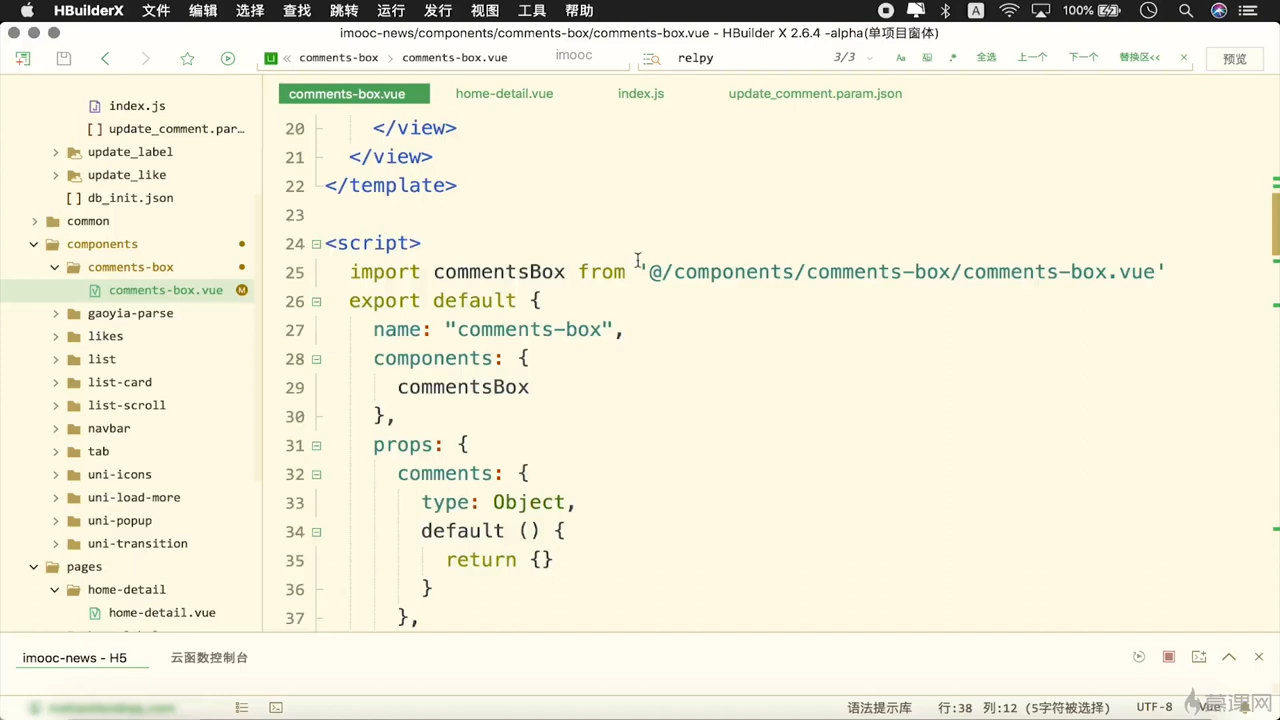 HBuilderX 文件 编辑 选择 查找 跳转 运行 发行 视图 工具 帮助 A 100%
imooc-news/components/comments-box/comments-box.vue - HBuilder X 2.6.4 -alpha(单项目窗体)
comments-box comments-box.vue imooc relpy 3/3 Aa 全选 上一个 下一个 替换区<< 预览
comments-box.vue home-detail.vue index.js update_comment.param.json
index.js
[ ] update_comment.par…
update_label
update_like
[ ] db_init.json
common
components
comments-box
comments-box.vue M
gaoyia-parse
likes
list
list-card
list-scroll
navbar
tab
uni-icons
uni-load-more
uni-popup
uni-transition
pages
home-detail
home-detail.vue
20 </view>
21 </view>
22 </template>
23
24 <script>
25 import commentsBox from '@/components/comments-box/comments-box.vue'
26 export default {
27 name: "comments-box",
28 components: {
29 commentsBox
30 },
31 props: {
32 comments: {
33 type: Object,
34 default () {
35 return {}
36 }
37 },
imooc-news - H5 云函数控制台
语法提示库 行:38 列:12 (5字符被选择) UTF-8 Vue
慕课网